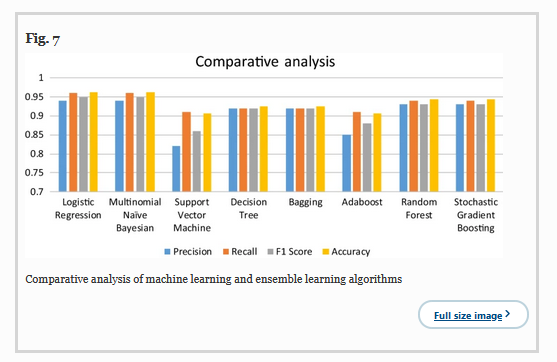 Fig. 7
Comparative analysis
1
0.95
0.9
0.85
0.8
0.75
0.7
Logistic Regression
Multinomial Naïve Bayesian
Support Vector Machine
Decision Tree
Bagging
Adaboost
Random Forest
Stochastic Gradient Boosting
Precision Recall F1 Score Accuracy
Comparative analysis of machine learning and ensemble learning algorithms
Full size image